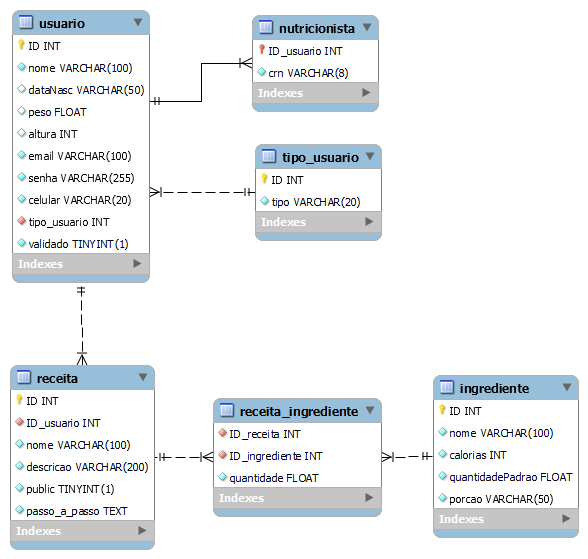 usuario
ID INT
nome VARCHAR(100)
dataNasc VARCHAR(50)
peso FLOAT
altura INT
email VARCHAR(100)
senha VARCHAR(255)
celular VARCHAR(20)
tipo_usuario INT
validado TINYINT(1)
Indexes
nutricionista
ID_usuario INT
crn VARCHAR(8)
Indexes
tipo_usuario
ID INT
tipo VARCHAR(20)
Indexes
receita
ID INT
ID_usuario INT
nome VARCHAR(100)
descricao VARCHAR(200)
public TINYINT(1)
passo_a_passo TEXT
Indexes
receita_ingrediente
ID_receita INT
ID_ingrediente INT
quantidade FLOAT
Indexes
ingrediente
ID INT
nome VARCHAR(100)
calorias INT
quantidadePadrao FLOAT
porcao VARCHAR(50)
Indexes